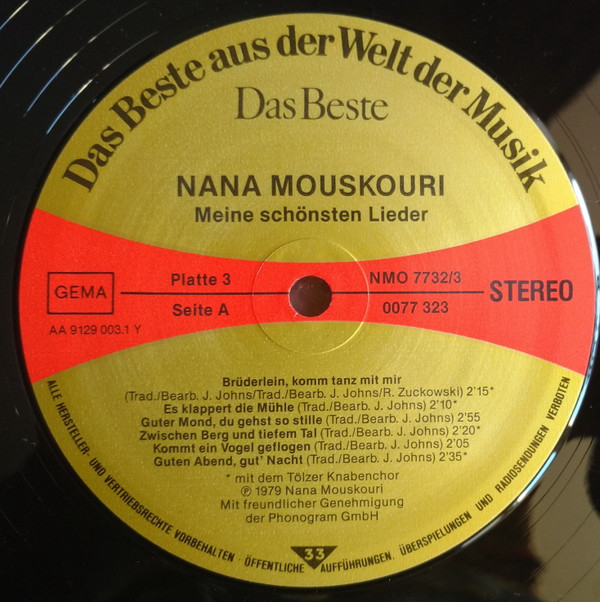 Das Beste aus der Welt der Musik
Das Beste
NANA MOUSKOURI
Meine schönsten Lieder
GEMA
Platte 3
NMO 7732/3
STEREO
Seite A
0077 323
AA 9129 003.1 Y
Brüderlein, komm tanz mit mir
(Trad./Bearb. J. Johns/Trad./Bearb. J. Johns/R. Zuckowski) 2'15*
Es klappert die Mühle (Trad./Bearb. J. Johns) 2'10*
Guter Mond, du gehst so stille (Trad./Bearb. J. Johns) 2'55
Zwischen Berg und tiefem Tal (Trad./Bearb. J. Johns) 2'20*
Kommt ein Vogel geflogen (Trad./Bearb. J. Johns) 2'05
Guten Abend, gut' Nacht (Trad./Bearb. J. Johns) 2'35*
* mit dem Tölzer Knabenchor
℗ 1979 Nana Mouskouri
Mit freundlicher Genehmigung
der Phonogram GmbH
ALLE HERSTELLER- UND VERTRIEBSRECHTE VORBEHALTEN · ÖFFENTLICHE AUFFÜHRUNGEN, ÜBERSPIELUNGEN UND RADIOSENDUNGEN VERBOTEN
33